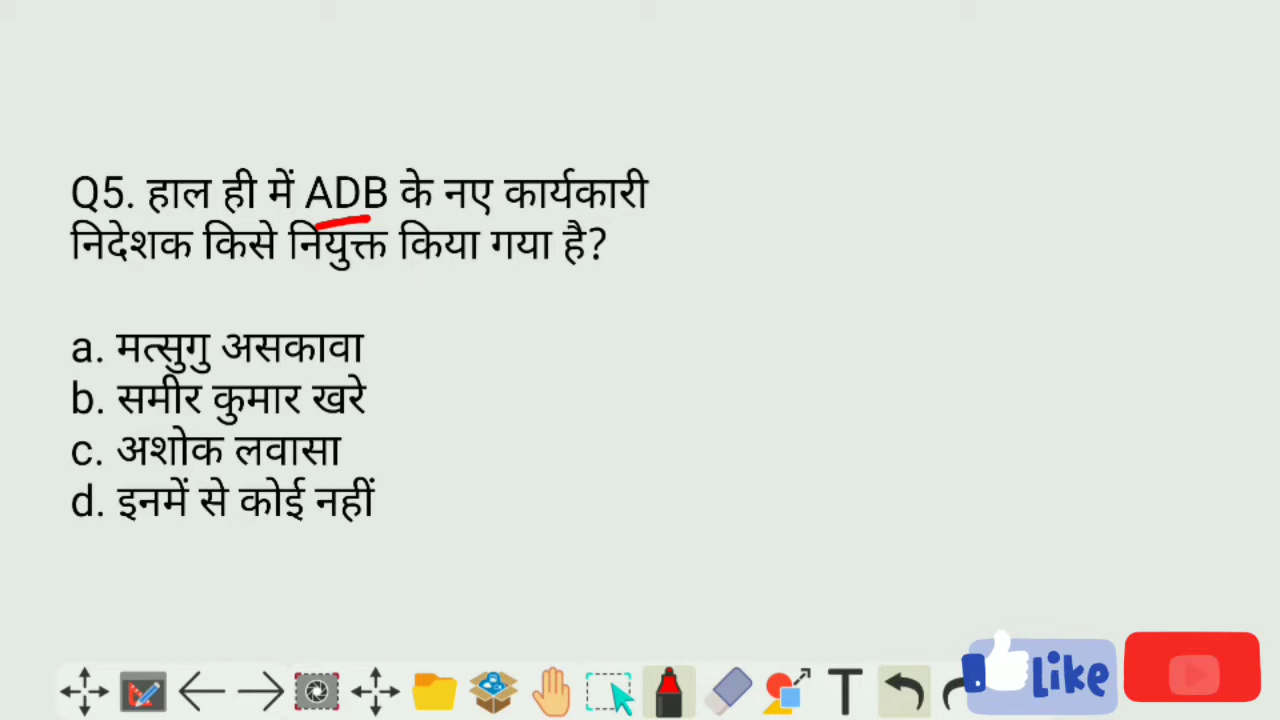 Q5. हाल ही में ADB के नए कार्यकारी
निदेशक किसे नियुक्त किया गया है?
a. मत्सुगु असकावा
b. समीर कुमार खरे
c. अशोक लवासा
d. इनमें से कोई नहीं
T
Like